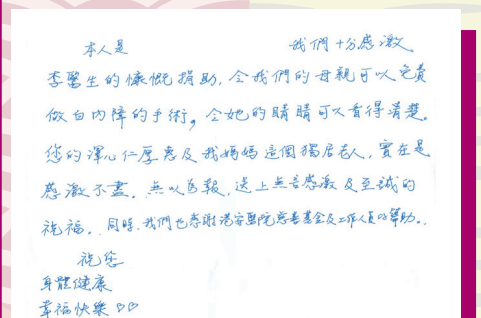 本人是 我們十分感激
李醫生的慷慨捐助，令我們的母親可以免費
做白內障的手術，令她的睛睛可以看得清楚。
您的渾心仁厚惠及我媽媽這個獨居老人，實在是
感激不盡．無以為報．送上無言感激及至誠的
祝福．．同時．我們也感謝港安醫院慈善基金及工作人員的幫助．．
祝您
身體健康
幸福快樂 ♡♡